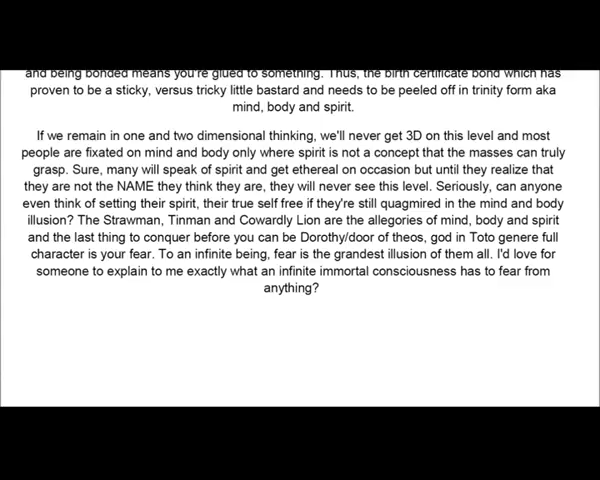 and being bonded means you're glued to something. Thus, the birth certificate bond which has
proven to be a sticky, versus tricky little bastard and needs to be peeled off in trinity form aka
mind, body and spirit.
If we remain in one and two dimensional thinking, we'll never get 3D on this level and most
people are fixated on mind and body only where spirit is not a concept that the masses can truly
grasp. Sure, many will speak of spirit and get ethereal on occasion but until they realize that
they are not the NAME they think they are, they will never see this level. Seriously, can anyone
even think of setting their spirit, their true self free if they're still quagmired in the mind and body
illusion? The Strawman, Tinman and Cowardly Lion are the allegories of mind, body and spirit
and the last thing to conquer before you can be Dorothy/door of theos, god in Toto genere full
character is your fear. To an infinite being, fear is the grandest illusion of them all. I'd love for
someone to explain to me exactly what an infinite immortal consciousness has to fear from
anything?